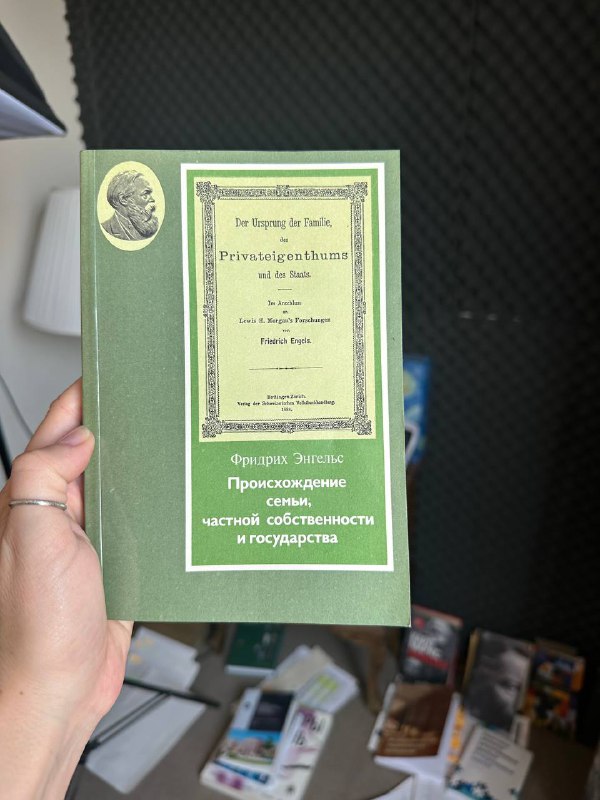 Der Ursprung der Familie,
des
Privateigenthums
und des Staats.
Im Anschluss
an
Lewis H. Morgan's Forschungen
von
Friedrich Engels.
Hottingen-Zürich.
Verlag der Schweizerischen Volksbuchhandlung.
1884.
Фридрих Энгельс
Происхождение
семьи,
частной собственности
и государства